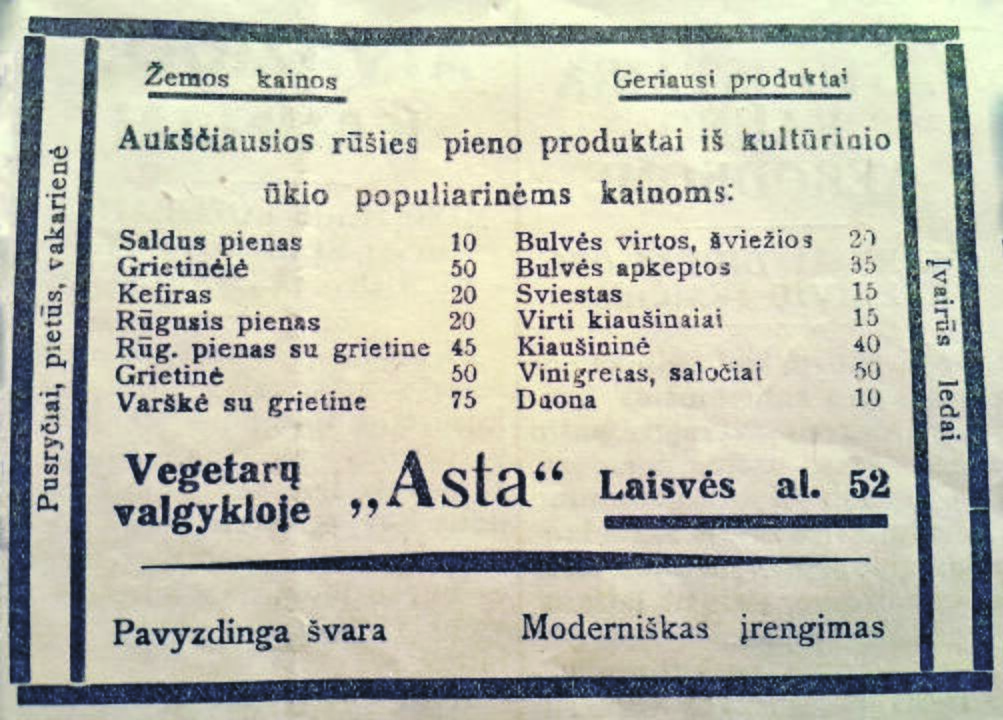 Žemos kainos
Geriausi produktai
Aukščiausios rūšies pieno produktai iš kultūrinio
ūkio populiarinėms kainoms:
Saldus pienas 10
Grietinėlė 50
Kefiras 20
Rūgusis pienas 20
Rūg. pienas su grietine 45
Grietinė 50
Varškė su grietine 75
Bulvės virtos, šviežios 20
Bulvės apkeptos 35
Sviestas 15
Virti kiaušinaiai 15
Kiaušininė 40
Vinigretas, saločiai 50
Duona 10
Vegetarų
valgykloje
„Asta“
Laisvės al. 52
Pavyzdinga švara
Moderniškas įrengimas
Pusryčiai, pietūs, vakarienė
Įvairūs ledai